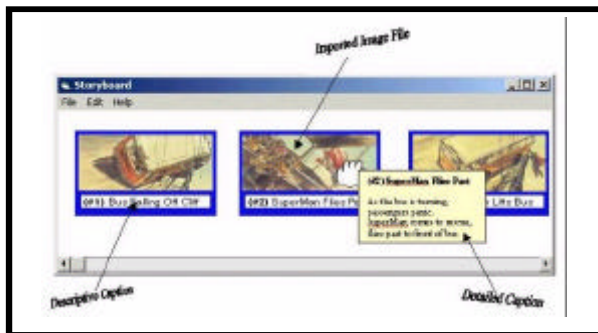 Imported Image File
Storyboard
File Edit Help
(#1) Bus Falling Off Cliff
(#2) SuperMan Flies Pa
Lifts Bus
(#2) SuperMan Flies Past
As the bus is turning,
passengers panic.
SuperMan, comes to rescue,
flies past to front of bus.
Descriptive Caption
Detailed Caption